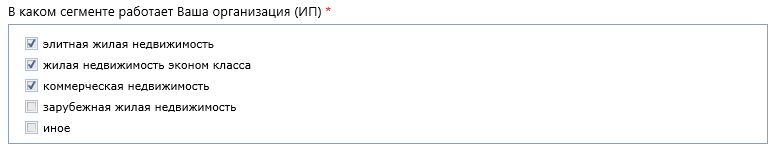 В каком сегменте работает Ваша организация (ИП) *
элитная жилая недвижимость
жилая недвижимость эконом класса
коммерческая недвижимость
зарубежная жилая недвижимость
иное